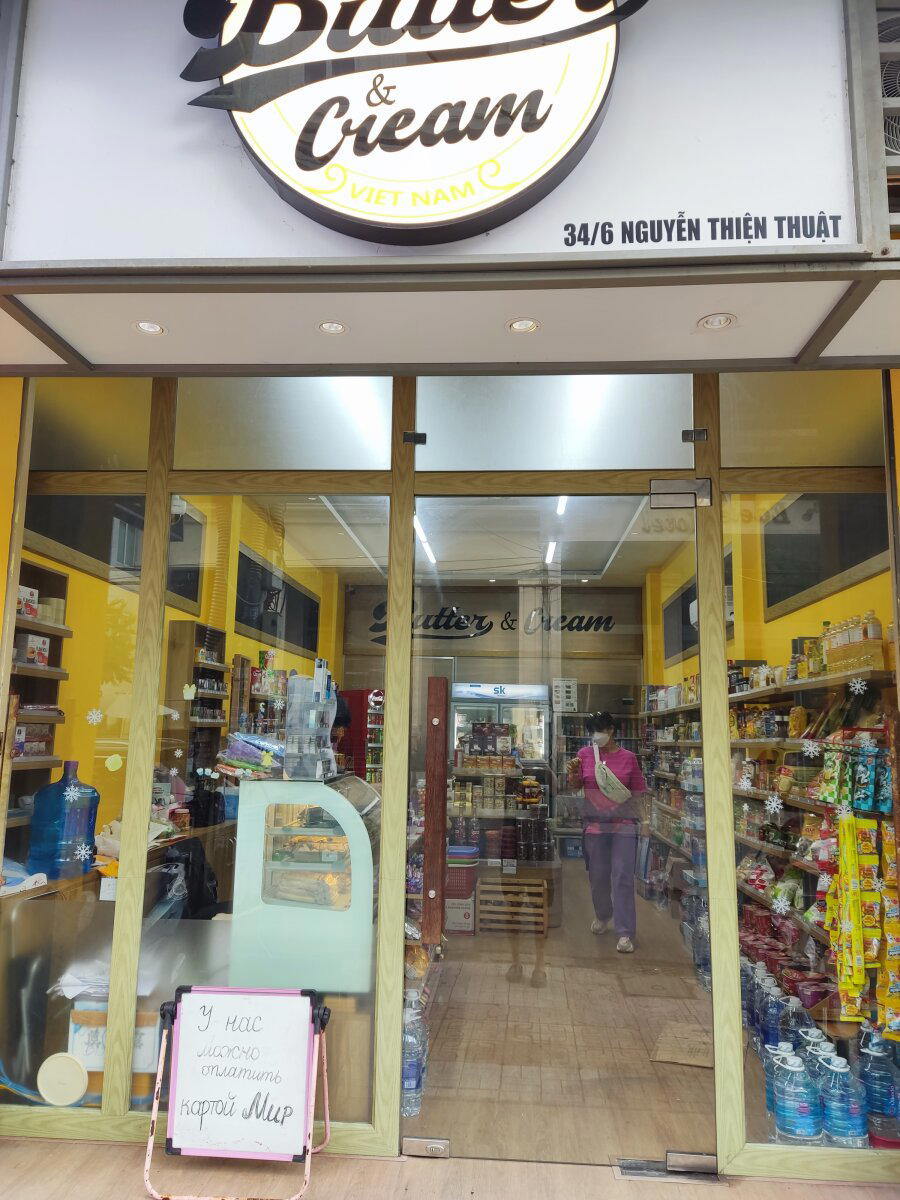 Butter
&
Cream
VIET NAM
34/6 NGUYỄN THIỆN THUẬT
Butter & Cream
sk
У нас
можно
оплатить
картой Мир